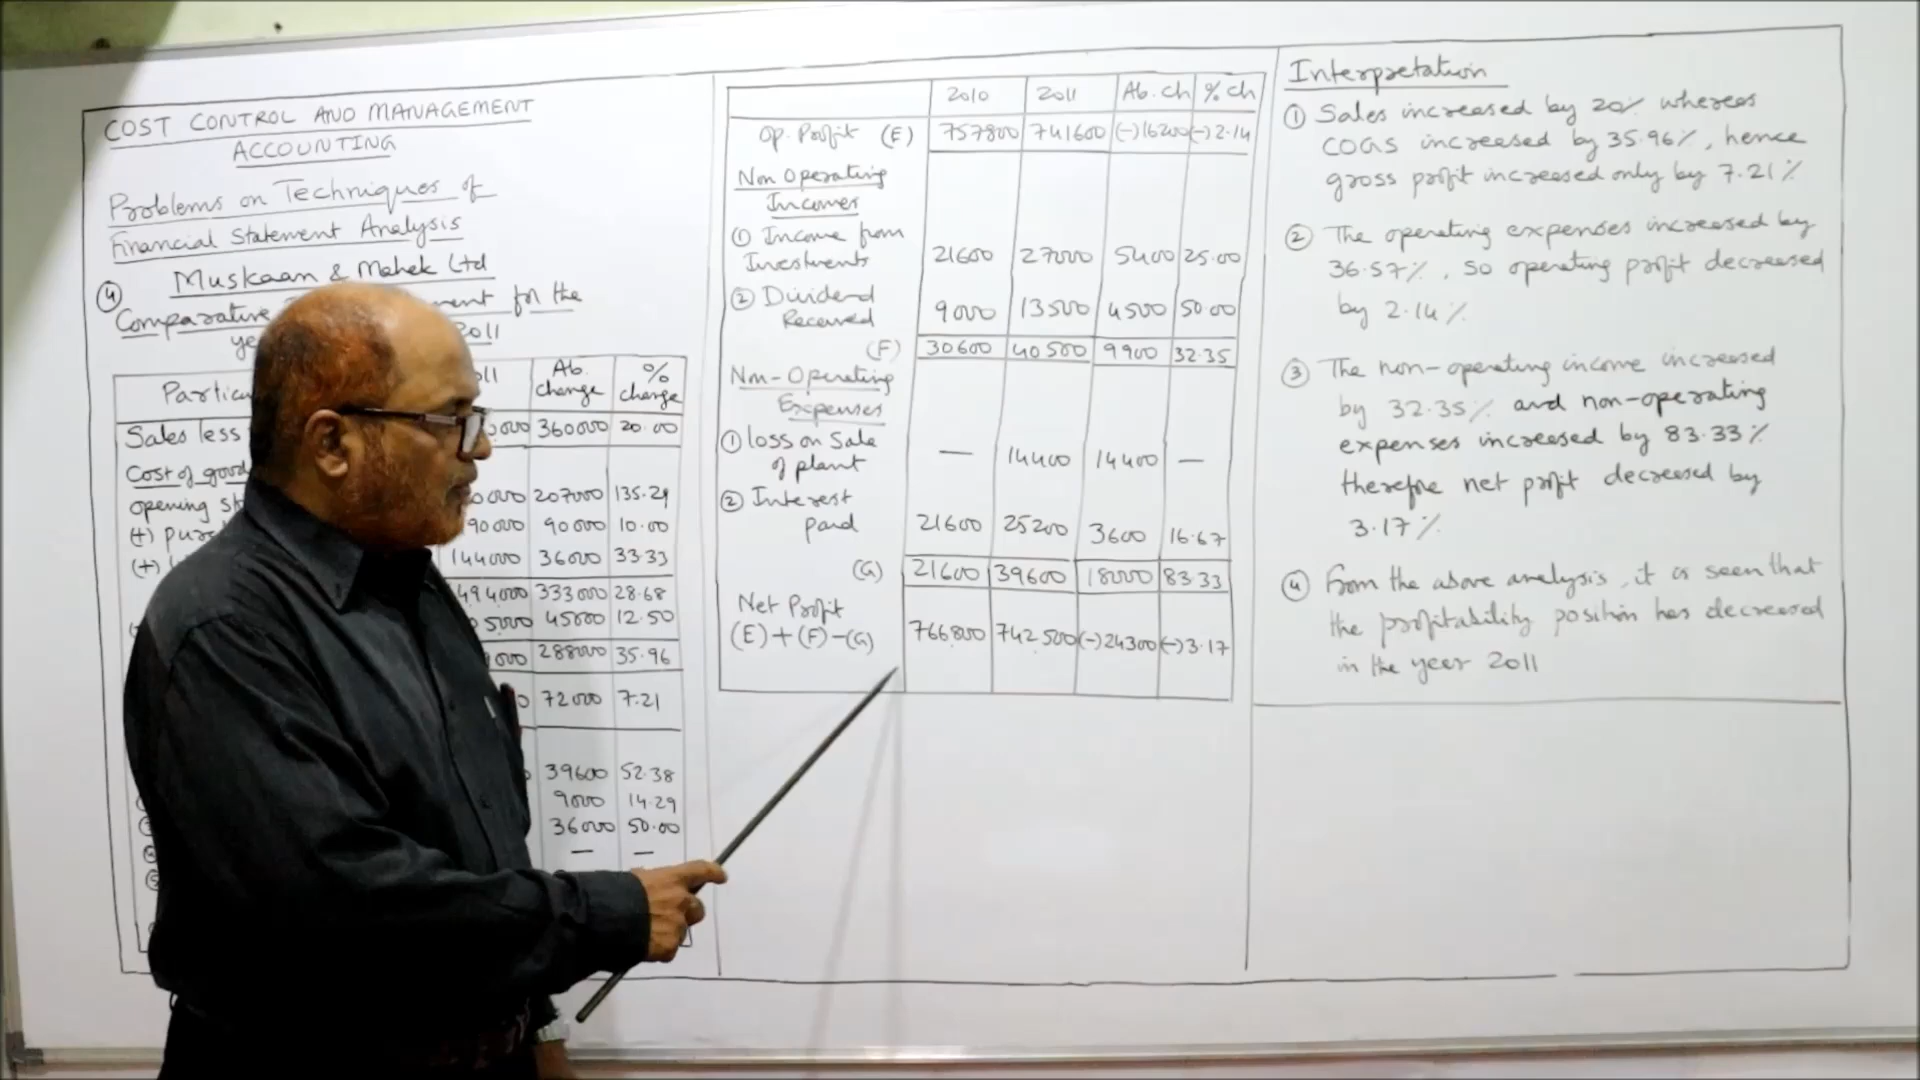 COST CONTROL AND MANAGEMENT
ACCOUNTING
Problems on Techniques of
Financial Statement Analysis
④ Muskaan & Mahek Ltd
Comparative ment for the
ye 2011
Particu 011 Ab. change % change
Sales less 0,000 360000 20.00
Cost of good
opening st 0000 207000 135.29
(+) purc 90000 90000 10.00
(+) 144000 36000 33.33
494000 333000 28.68
5000 45000 12.50
000 288000 35.96
0 72000 7.21
39600 52.38
9000 14.29
36000 50.00
— —
2010 2011 Ab. ch % ch
Op. Profit (E) 757800 741600 (-)16200 (-)2.14
Non Operating
Incomes
① Income from
Investments 21600 27000 5400 25.00
② Dividend
Received 9000 13500 4500 50.00
(F) 30600 40500 9900 32.35
Non-Operating
Expenses
① loss on Sale
of plant — 14400 14400 —
② Interest
paid 21600 25200 3600 16.67
(G) 21600 39600 18000 83.33
Net Profit
(E)+(F)-(G) 766800 742500 (-)24300 (-)3.17
Interpretation
① Sales increased by 20% whereas
COGS increased by 35.96%, hence
gross profit increased only by 7.21%
② The operating expenses increased by
36.57%, so operating profit decreased
by 2.14%.
③ The non-operating income increased
by 32.35% and non-operating
expenses increased by 83.33%
therefore net profit decreased by
3.17%
④ From the above analysis, it is seen that
the profitability position has decreased
in the year 2011